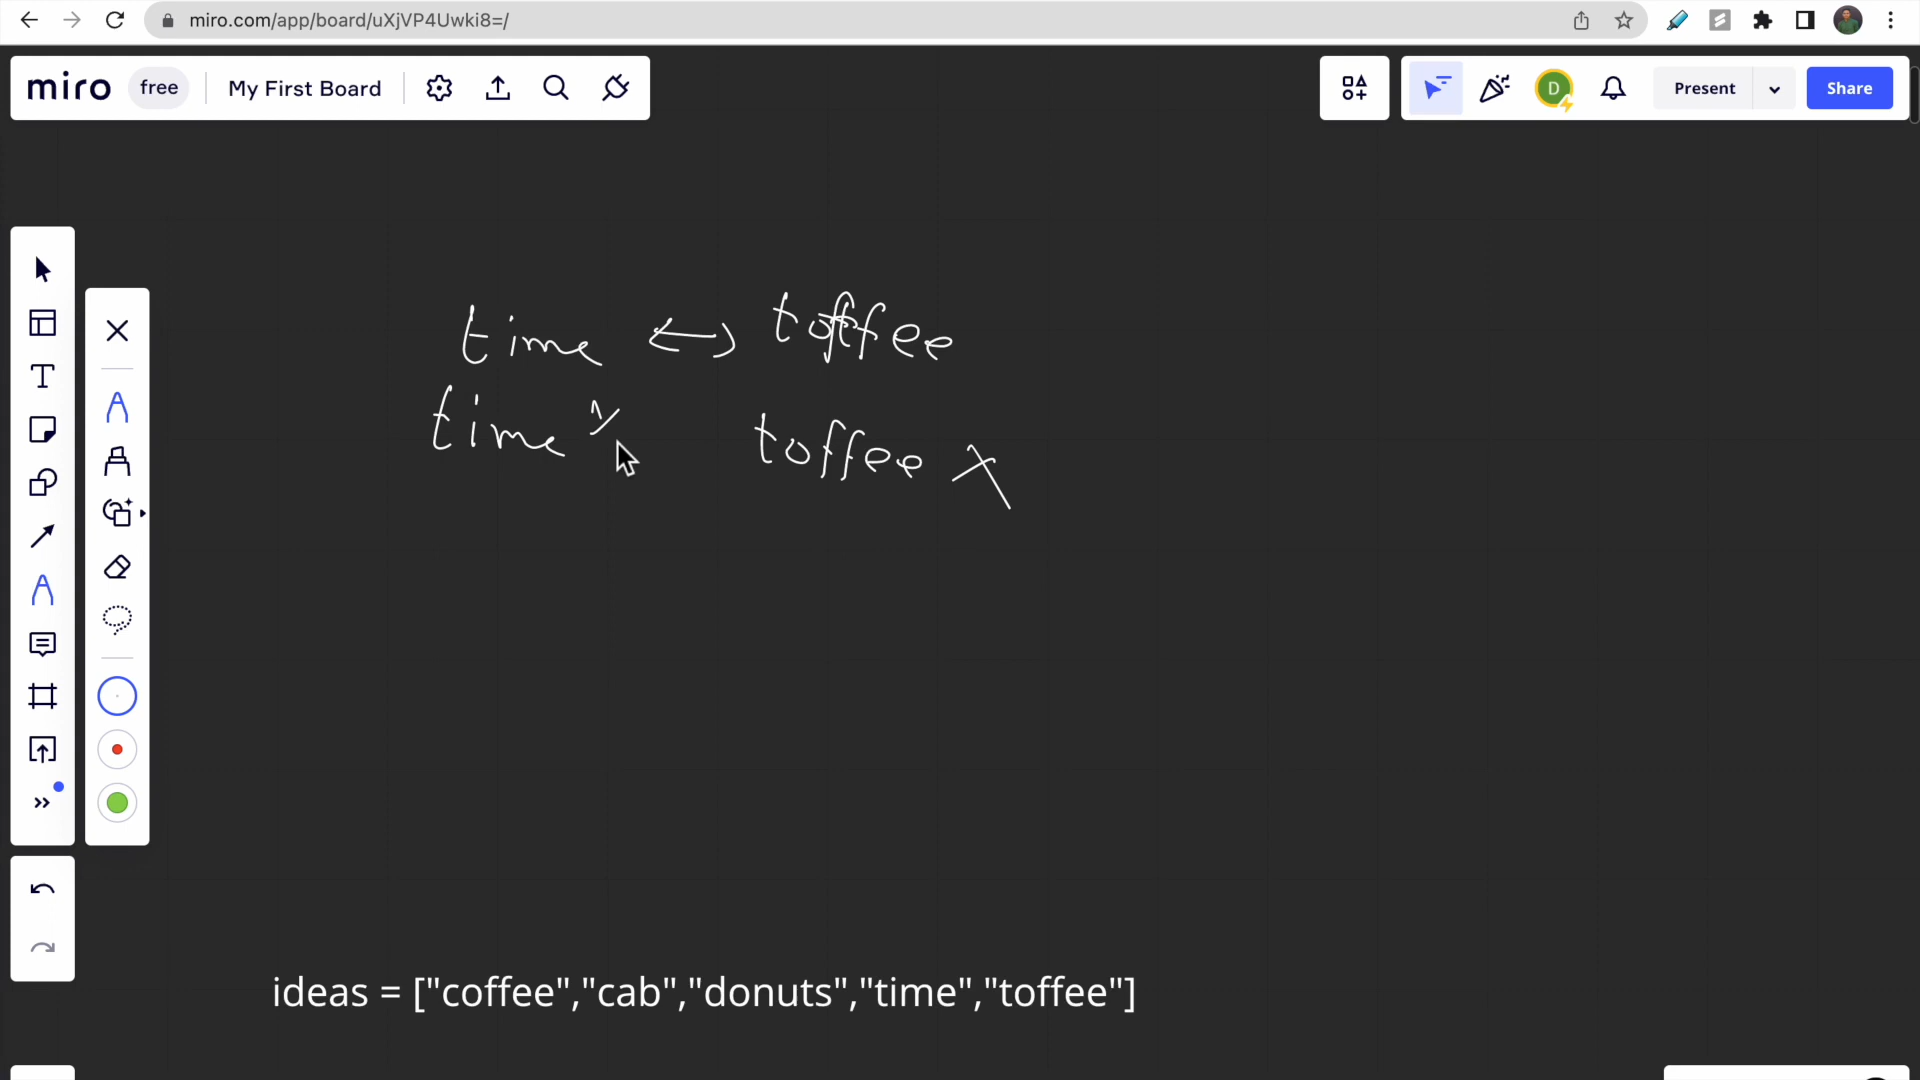 miro.com/app/board/uXjVP4Uwki8=/
miro free My First Board
D Present Share
time ↔ toffee
time toffee X
ideas = ["coffee","cab","donuts","time","toffee"]